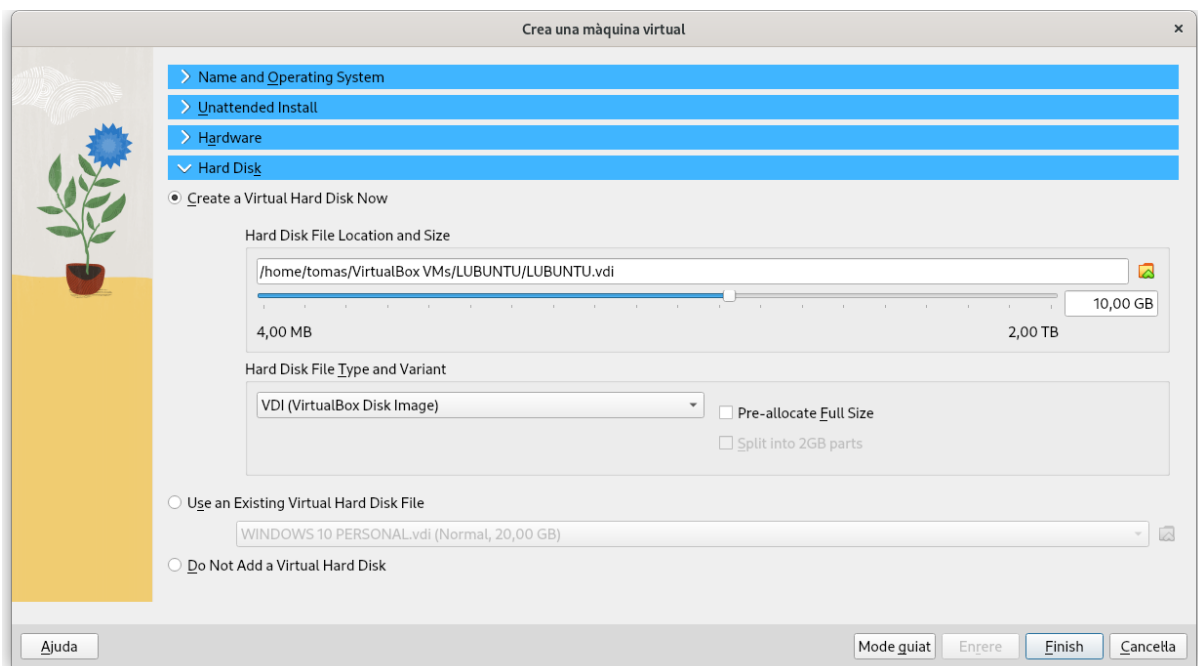 Crea una màquina virtual
Name and Operating System
Unattended Install
Hardware
Hard Disk
Create a Virtual Hard Disk Now
Hard Disk File Location and Size
/home/tomas/VirtualBox VMs/LUBUNTU/LUBUNTU.vdi
10,00 GB
4,00 MB 2,00 TB
Hard Disk File Type and Variant
VDI (VirtualBox Disk Image)
Pre-allocate Full Size
Split into 2GB parts
Use an Existing Virtual Hard Disk File
WINDOWS 10 PERSONAL.vdi (Normal, 20,00 GB)
Do Not Add a Virtual Hard Disk
Ajuda Mode guiat Enrere Finish Canceŀla